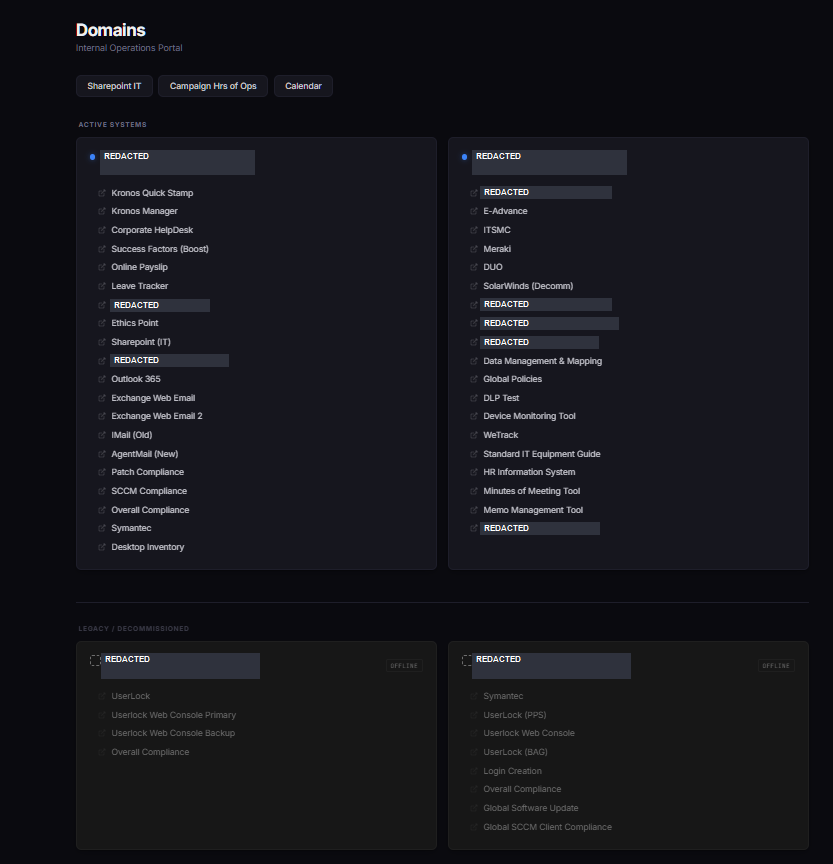 Domains
Internal Operations Portal
Sharepoint IT
Campaign Hrs of Ops
Calendar
ACTIVE SYSTEMS
REDACTED
Kronos Quick Stamp
Kronos Manager
Corporate HelpDesk
Success Factors (Boost)
Online Payslip
Leave Tracker
REDACTED
Ethics Point
Sharepoint (IT)
REDACTED
Outlook 365
Exchange Web Email
Exchange Web Email 2
IMail (Old)
AgentMail (New)
Patch Compliance
SCCM Compliance
Overall Compliance
Symantec
Desktop Inventory
REDACTED
REDACTED
E-Advance
ITSMC
Meraki
DUO
SolarWinds (Decomm)
REDACTED
REDACTED
REDACTED
Data Management & Mapping
Global Policies
DLP Test
Device Monitoring Tool
WeTrack
Standard IT Equipment Guide
HR Information System
Minutes of Meeting Tool
Memo Management Tool
REDACTED
LEGACY / DECOMMISSIONED
REDACTED
OFFLINE
UserLock
Userlock Web Console Primary
Userlock Web Console Backup
Overall Compliance
REDACTED
OFFLINE
Symantec
UserLock (PPS)
Userlock Web Console
UserLock (BAG)
Login Creation
Overall Compliance
Global Software Update
Global SCCM Client Compliance